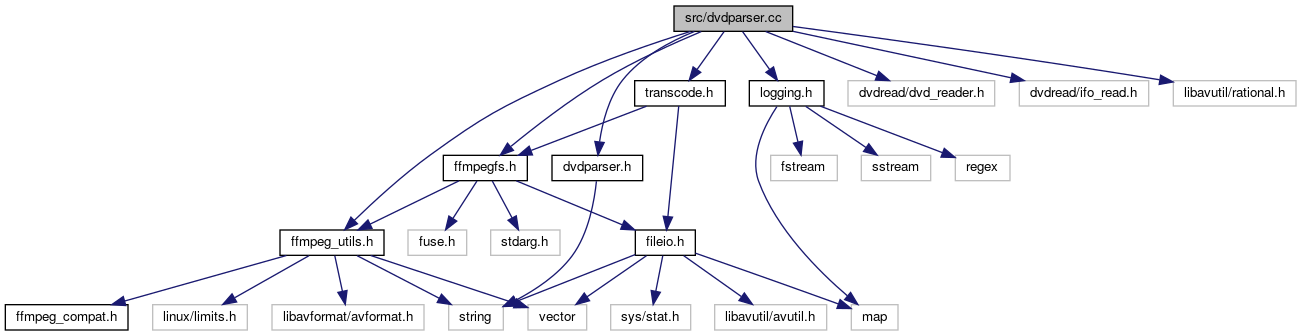 src/dvdparser.cc
transcode.h
logging.h
dvdread/dvd_reader.h
dvdread/ifo_read.h
libavutil/rational.h
ffmpegfs.h
dvdparser.h
fstream
sstream
regex
ffmpeg_utils.h
fuse.h
stdarg.h
fileio.h
ffmpeg_compat.h
linux/limits.h
libavformat/avformat.h
string
vector
sys/stat.h
libavutil/avutil.h
map